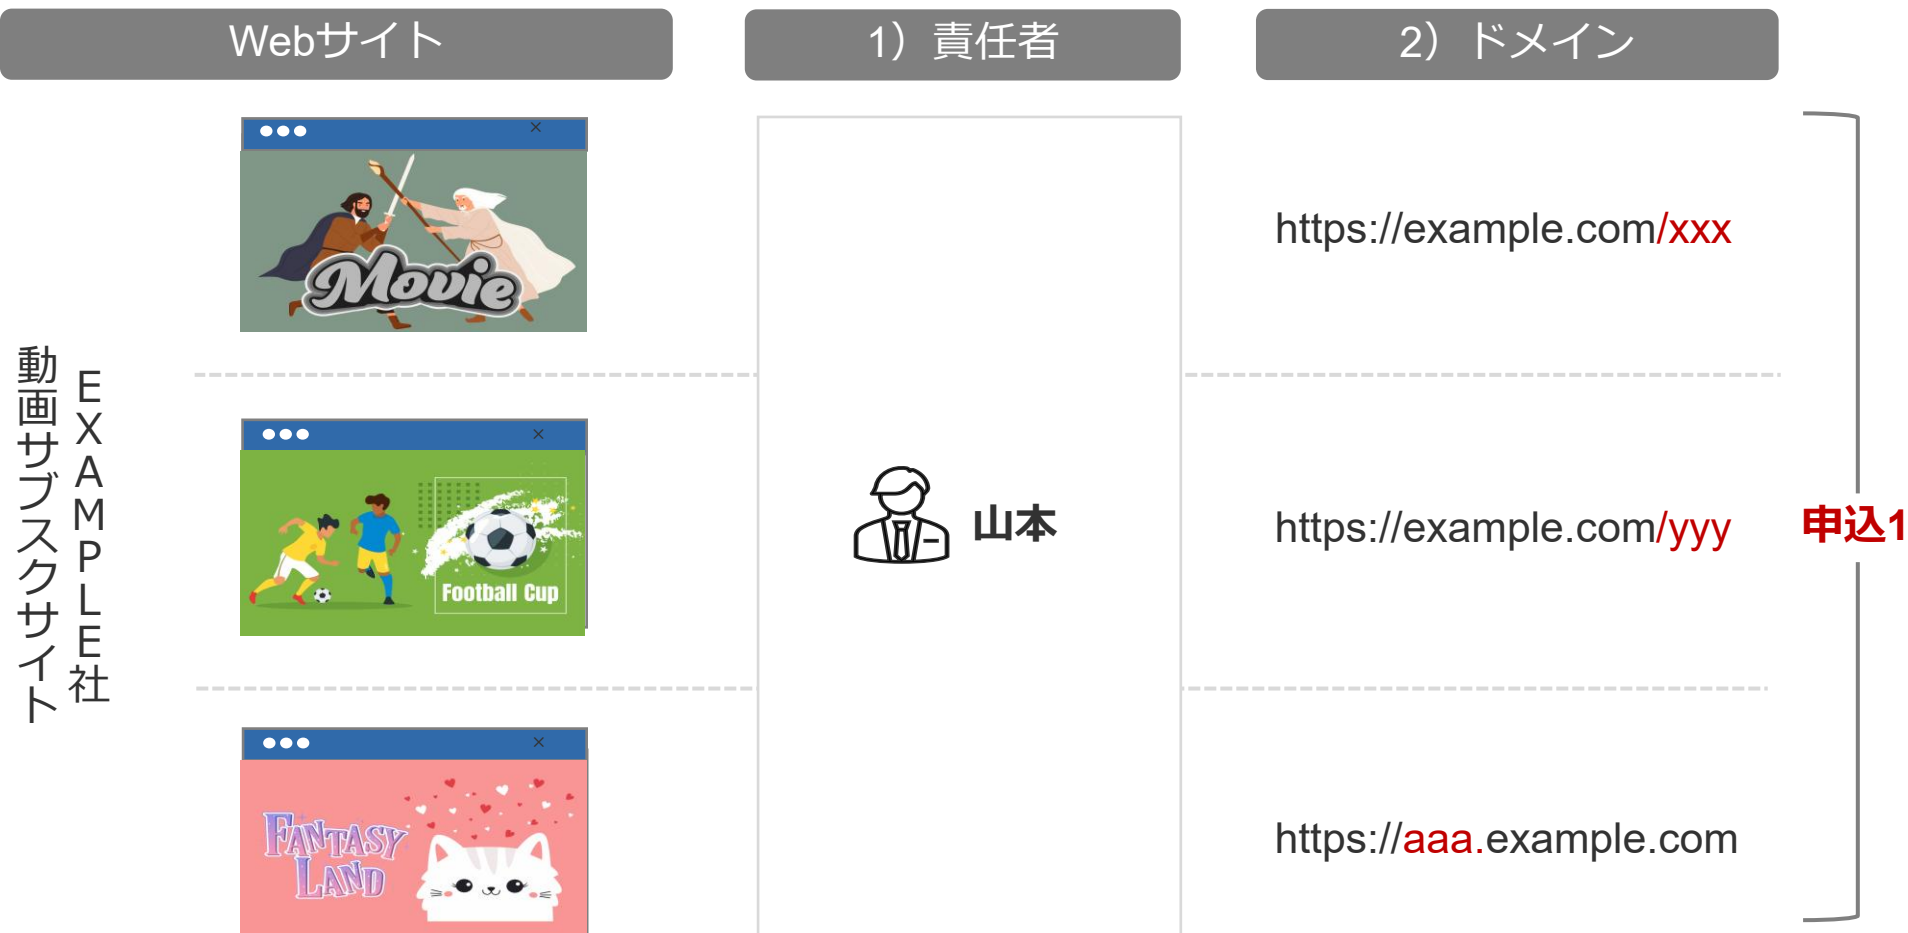 Webサイト
1）責任者
2）ドメイン
EXAMPLE社
動画サブスクサイト
Movie
https://example.com/xxx
Football Cup
山本
https://example.com/yyy
申込1
FANTASY
LAND
https://aaa.example.com